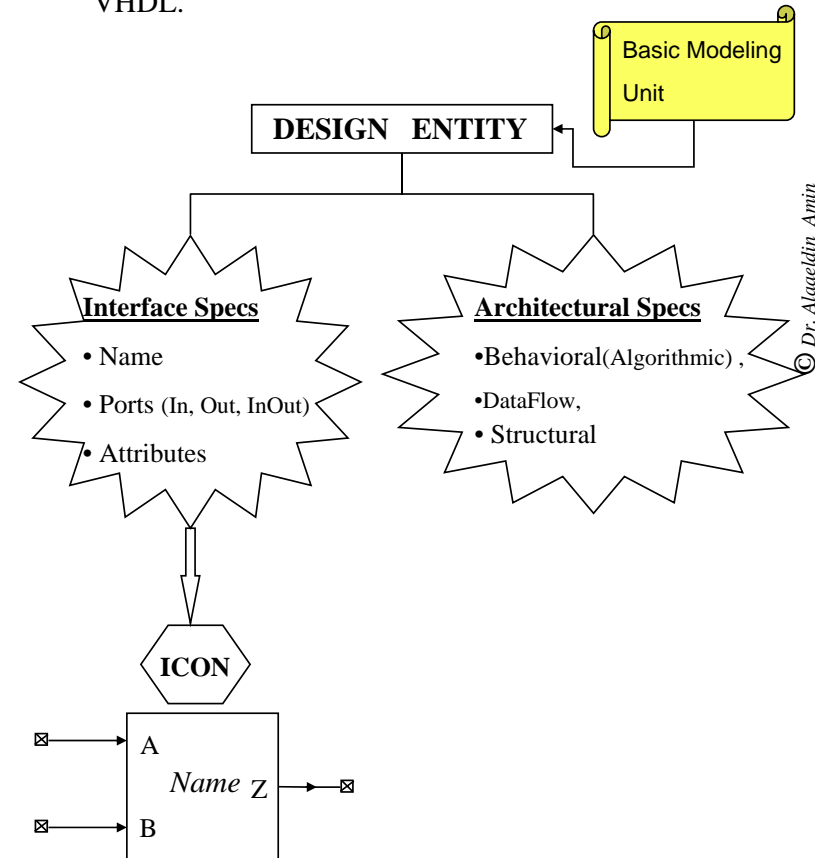 VHDL.
Basic Modeling
Unit
DESIGN ENTITY
© Dr. Alaaeldin Amin
Interface Specs
• Name
• Ports (In, Out, InOut)
• Attributes
Architectural Specs
•Behavioral(Algorithmic) ,
•DataFlow,
• Structural
ICON
A
Name Z
B